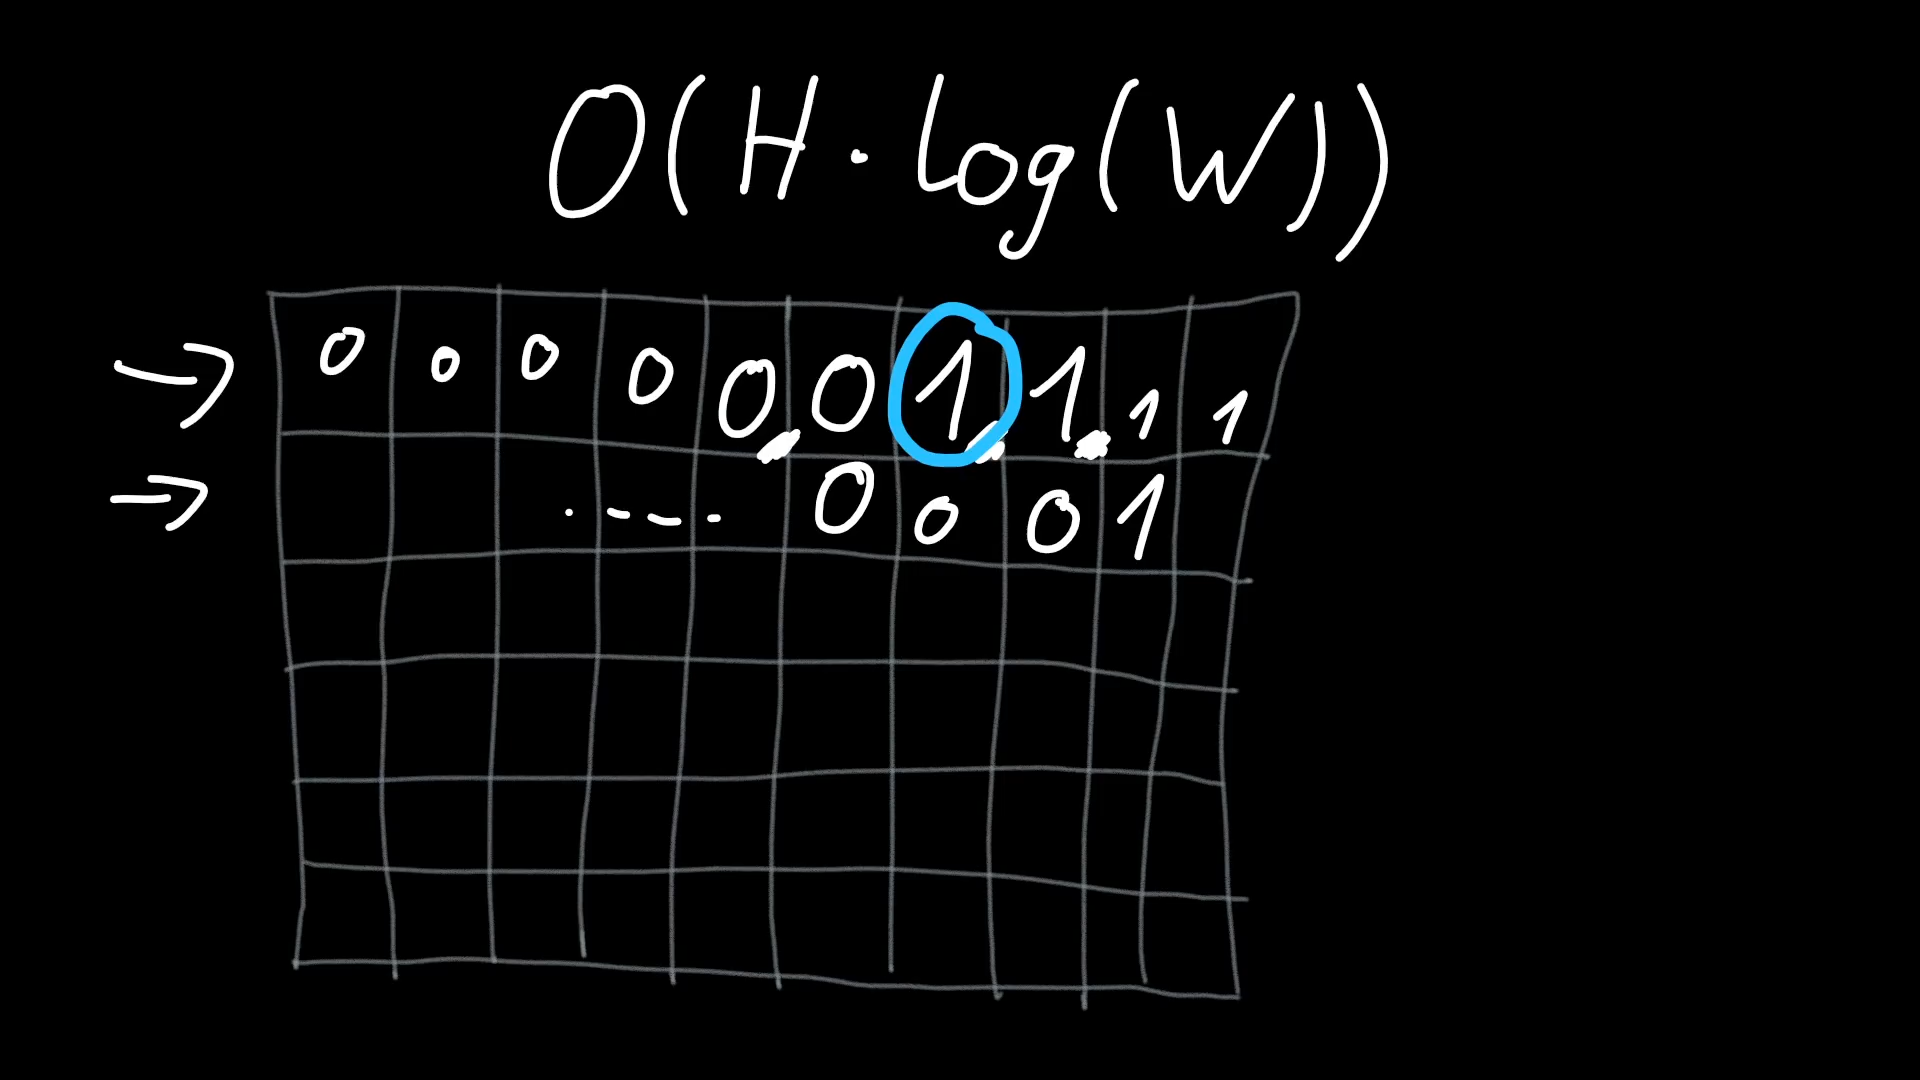 O(H·log(W))
→ 0 0 0 0 0 0 1 1 1 1
→ ..... 0 0 0 1